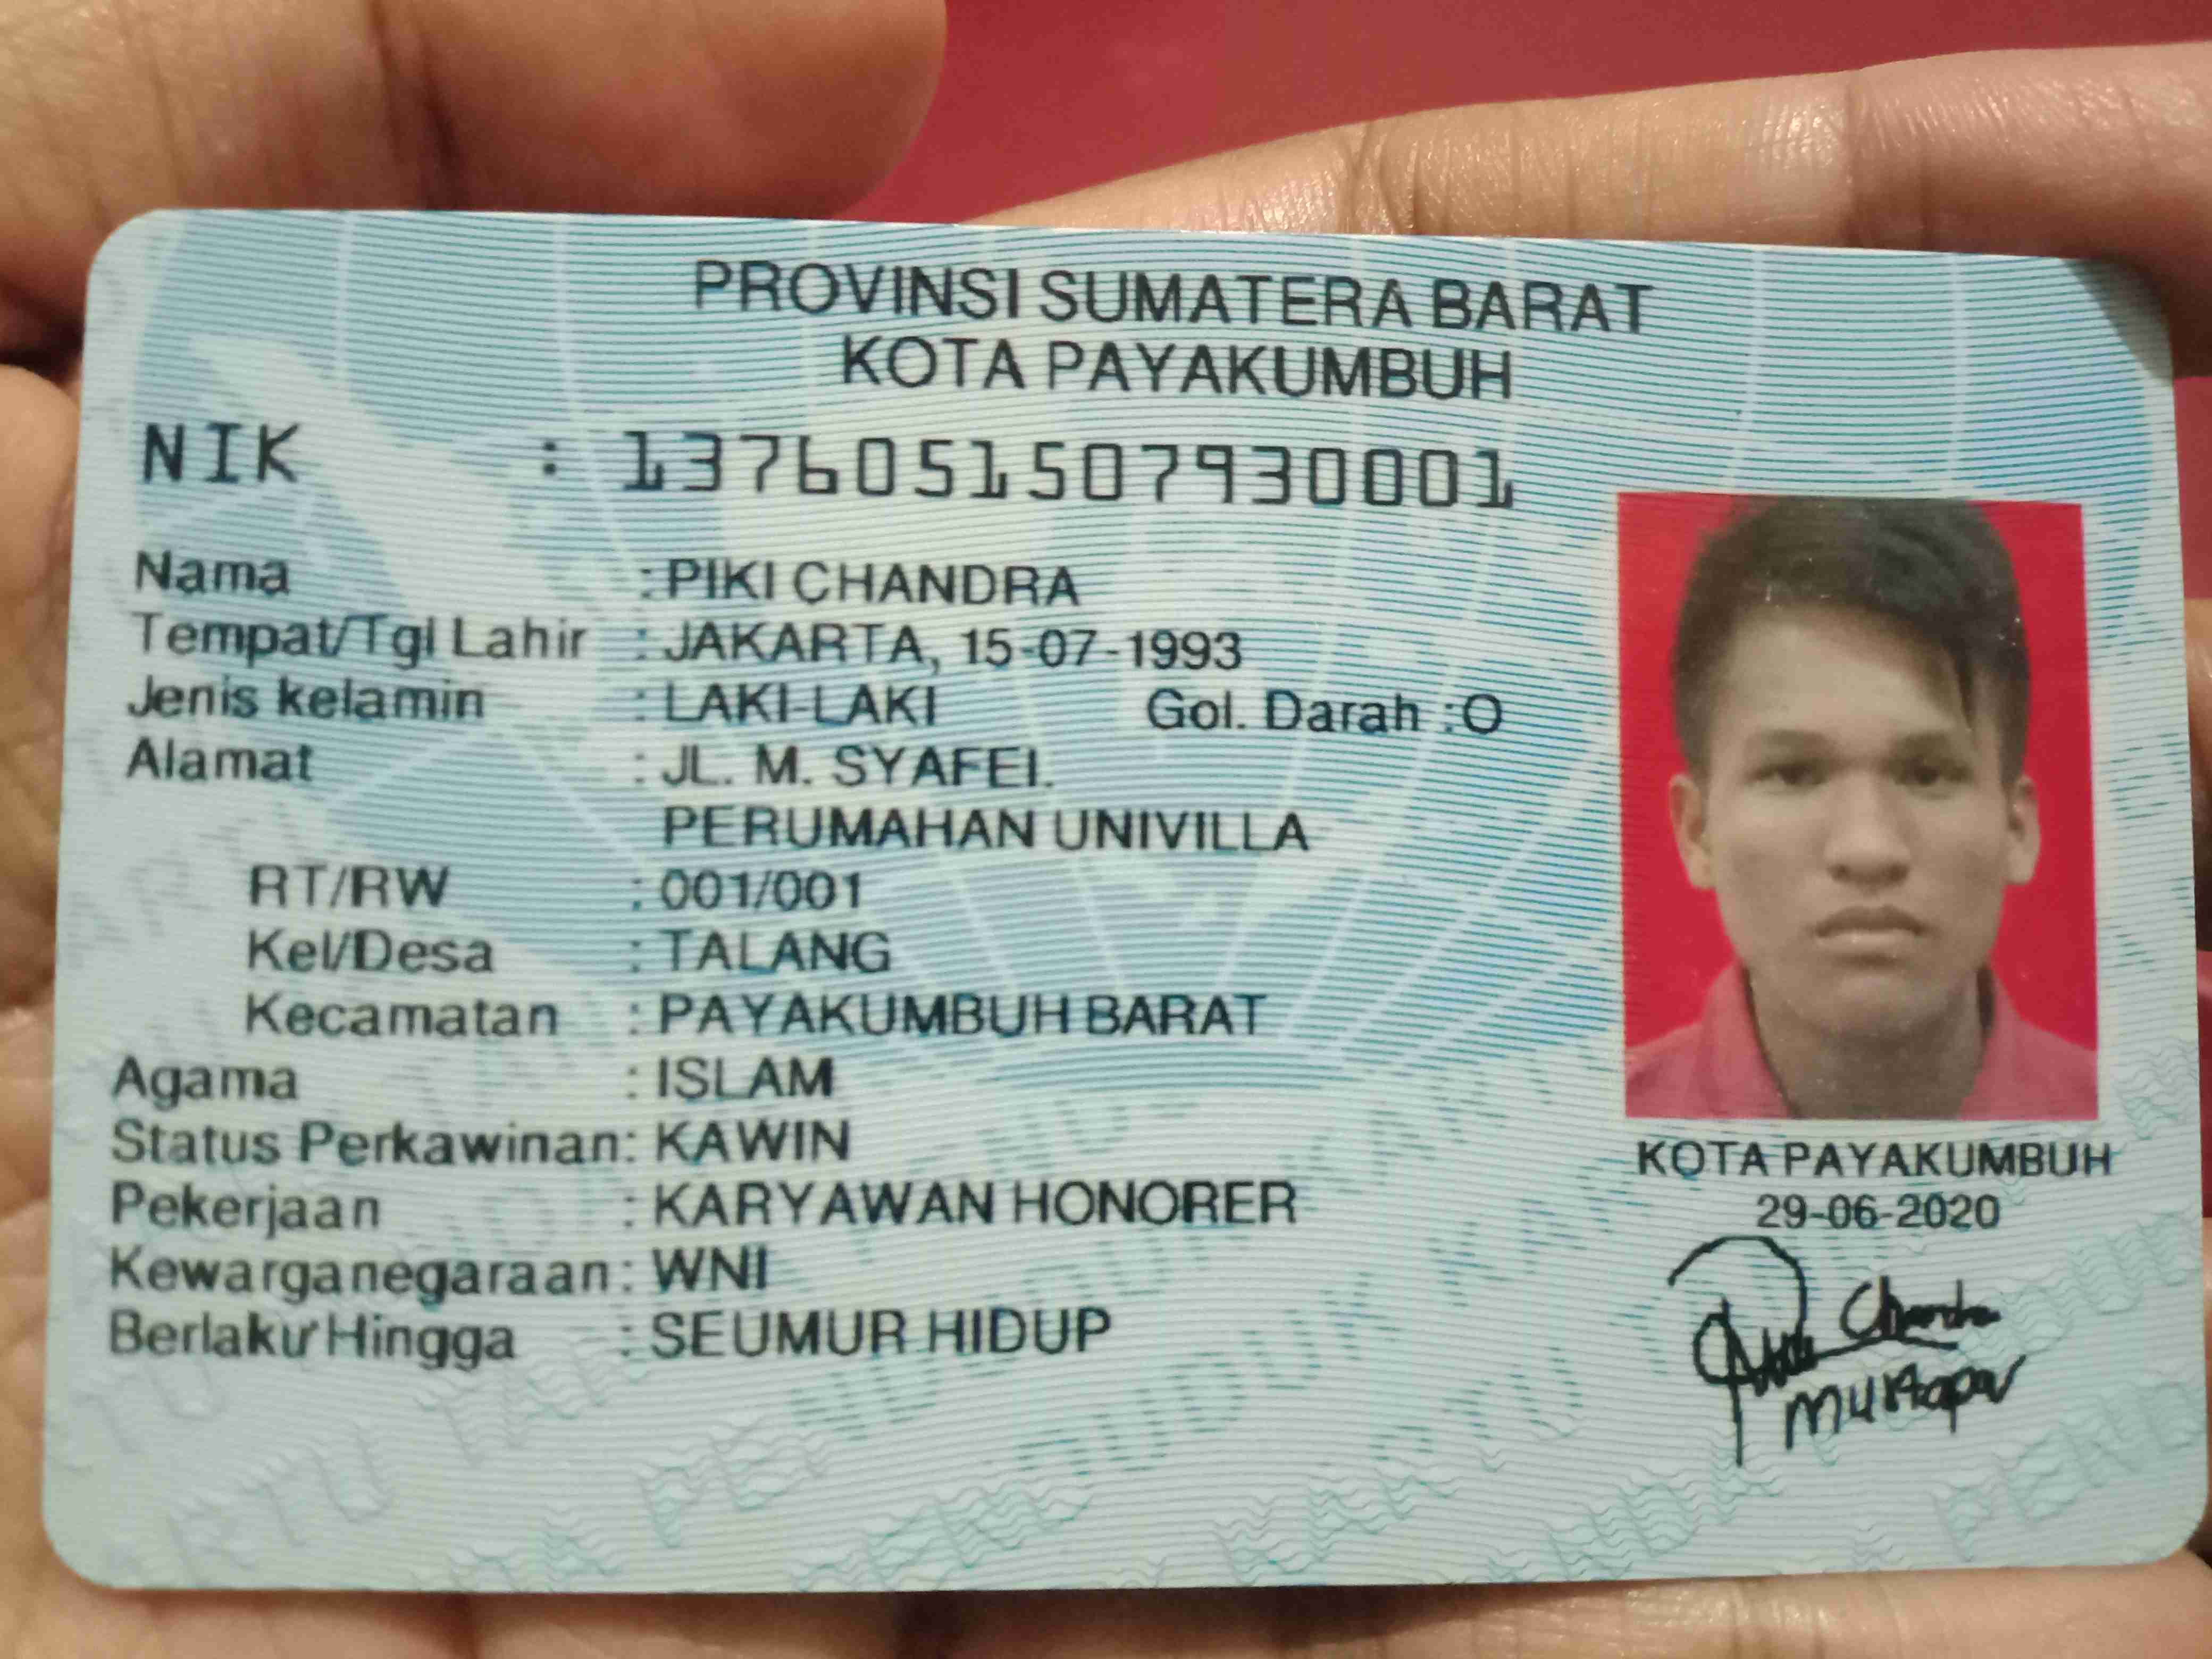 PROVINSI SUMATERA BARAT
KOTA PAYAKUMBUH
NIK : 1376051507930001
Nama : PIKI CHANDRA
Tempat/Tgl Lahir : JAKARTA, 15-07-1993
Jenis kelamin : LAKI-LAKI Gol. Darah : O
Alamat : JL. M. SYAFEI.
PERUMAHAN UNIVILLA
RT/RW : 001/001
Kel/Desa : TALANG
Kecamatan : PAYAKUMBUH BARAT
Agama : ISLAM
Status Perkawinan: KAWIN
Pekerjaan : KARYAWAN HONORER
Kewarganegaraan: WNI
Berlaku Hingga : SEUMUR HIDUP
KOTA PAYAKUMBUH
29-06-2020
Chandra